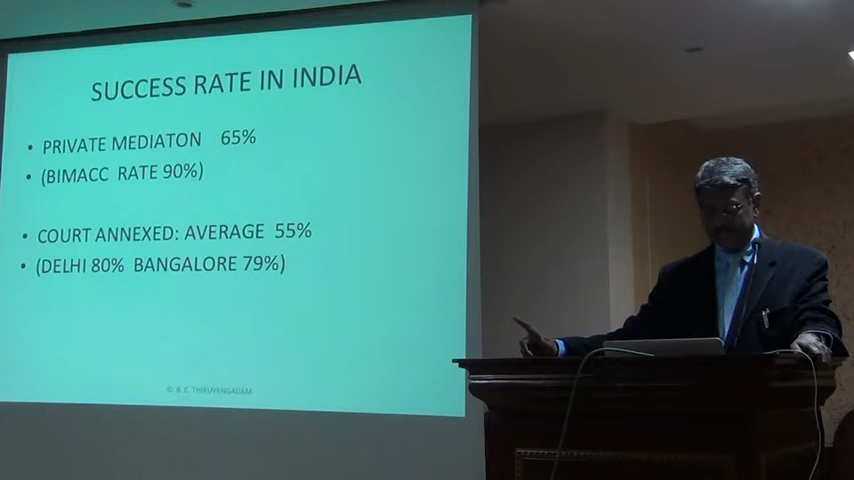 SUCCESS RATE IN INDIA
• PRIVATE MEDIATON 65%
• (BIMACC RATE 90%)
• COURT ANNEXED: AVERAGE 55%
• (DELHI 80% BANGALORE 79%)
© B. C. THIRUVENGADAM